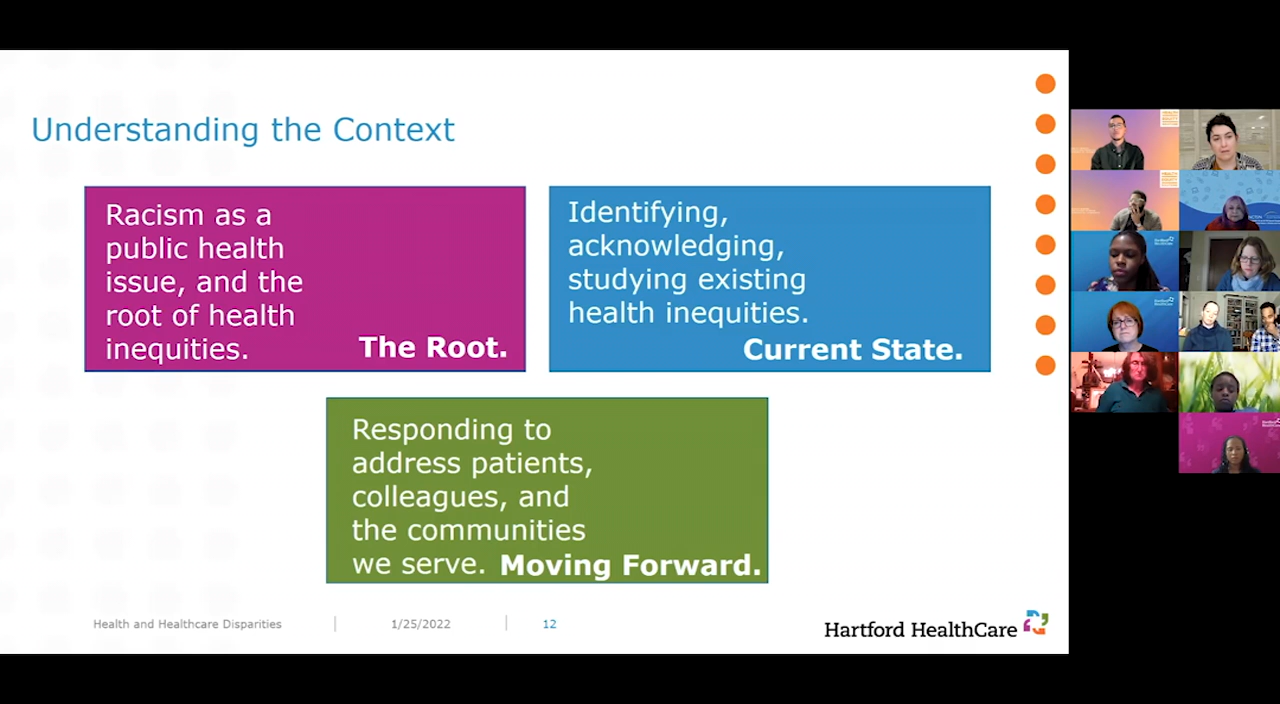 Understanding the Context
Racism as a
public health
issue, and the
root of health
inequities.
The Root.
Identifying,
acknowledging,
studying existing
health inequities.
Current State.
Responding to
address patients,
colleagues, and
the communities
we serve. Moving Forward.
Health and Healthcare Disparities
1/25/2022
12
Hartford HealthCare